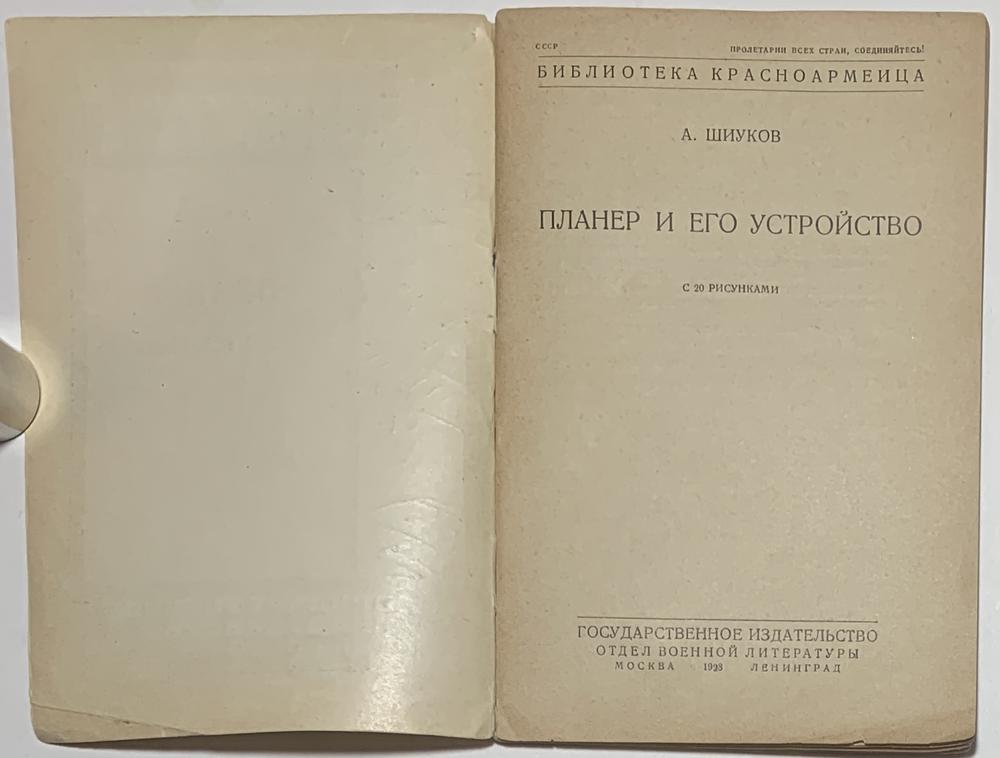 СССР ПРОЛЕТАРИИ ВСЕХ СТРАН, СОЕДИНЯЙТЕСЬ!
БИБЛИОТЕКА КРАСНОАРМЕЙЦА
А. ШИУКОВ
ПЛАНЕР И ЕГО УСТРОЙСТВО
С 20 РИСУНКАМИ
ГОСУДАРСТВЕННОЕ ИЗДАТЕЛЬСТВО
ОТДЕЛ ВОЕННОЙ ЛИТЕРАТУРЫ
МОСКВА 1928 ЛЕНИНГРАД